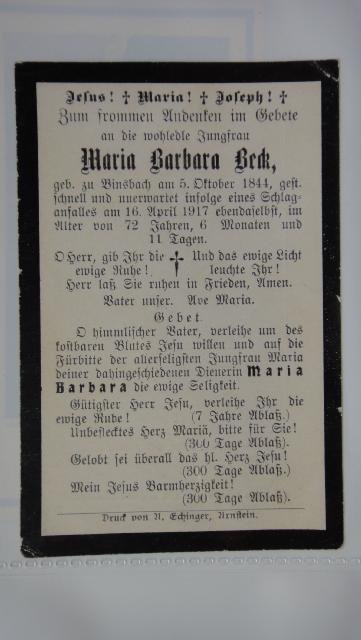 Jesus! ✝ Maria! ✝ Joseph! ✝
Zum frommen Andenken im Gebete
an die wohledle Jungfrau
Maria Barbara Beck,
geb. zu Binsbach am 5. Oktober 1844, gest.
schnell und unerwartet infolge eines Schlag-
anfalles am 16. April 1917 ebendaselbst, im
Alter von 72 Jahren, 6 Monaten und
11 Tagen.
O Herr, gib Ihr die ✝ Und das ewige Licht
ewige Ruhe! leuchte Ihr!
Herr laß Sie ruhen in Frieden, Amen.
Vater unser. Ave Maria.
Gebet.
O himmlischer Vater, verleihe um des
kostbaren Blutes Jesu willen und auf die
Fürbitte der allerseligsten Jungfrau Maria
deiner dahingeschiedenen Dienerin Maria
Barbara die ewige Seligkeit.
Gütigster Herr Jesu, verleihe Ihr die
ewige Ruhe! (7 Jahre Ablaß.)
Unbeflecktes Herz Mariä, bitte für Sie!
(300 Tage Ablaß.)
Gelobt sei überall das hl. Herz Jesu!
(300 Tage Ablaß.)
Mein Jesus Barmherzigkeit!
(300 Tage Ablaß).
Druck von A. Echinger, Arnstein.